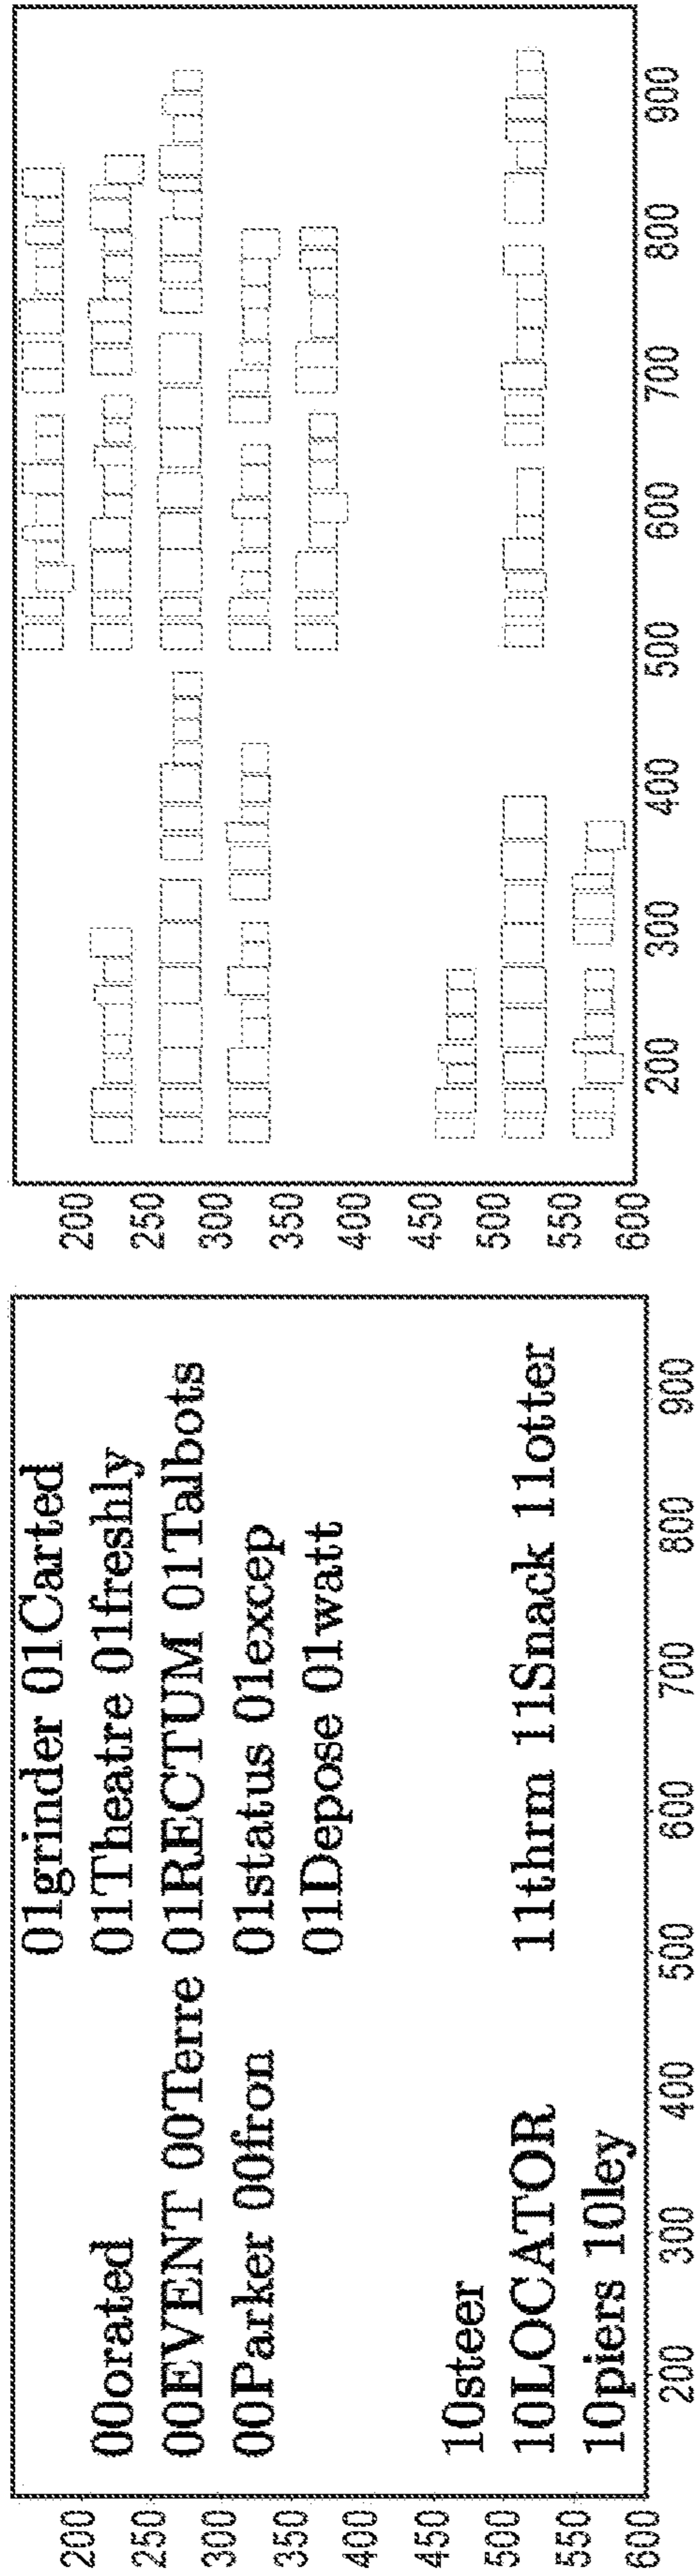 01grinder 01Carted
200
00orated 01Theatre 01freshly
250
00EVENT 00Terre 01RECTUM 01Talbots
300
00Parker 00fron 01status 01excep
350
01Depose 01watt
400
450
10steer
500
10LOCATOR 11thrm 11Snack 11otter
550
10piers 10ley
600
200 300 400 500 600 700 800 900
200
250
300
350
400
450
500
550
600
200 300 400 500 600 700 800 900